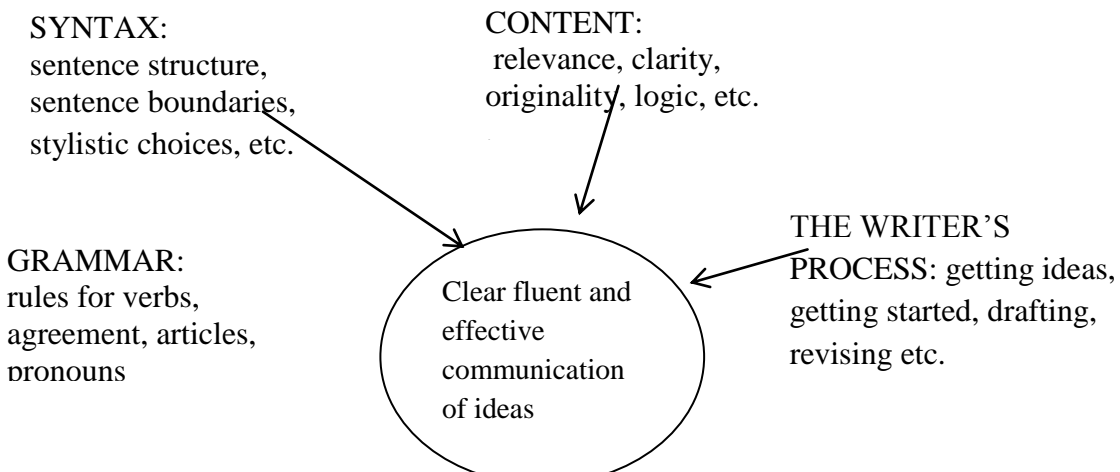 SYNTAX:
sentence structure,
sentence boundaries,
stylistic choices, etc.
CONTENT:
relevance, clarity,
originality, logic, etc.
THE WRITER’S
PROCESS: getting ideas,
getting started, drafting,
revising etc.
GRAMMAR:
rules for verbs,
agreement, articles,
pronouns
Clear fluent and
effective
communication
of ideas